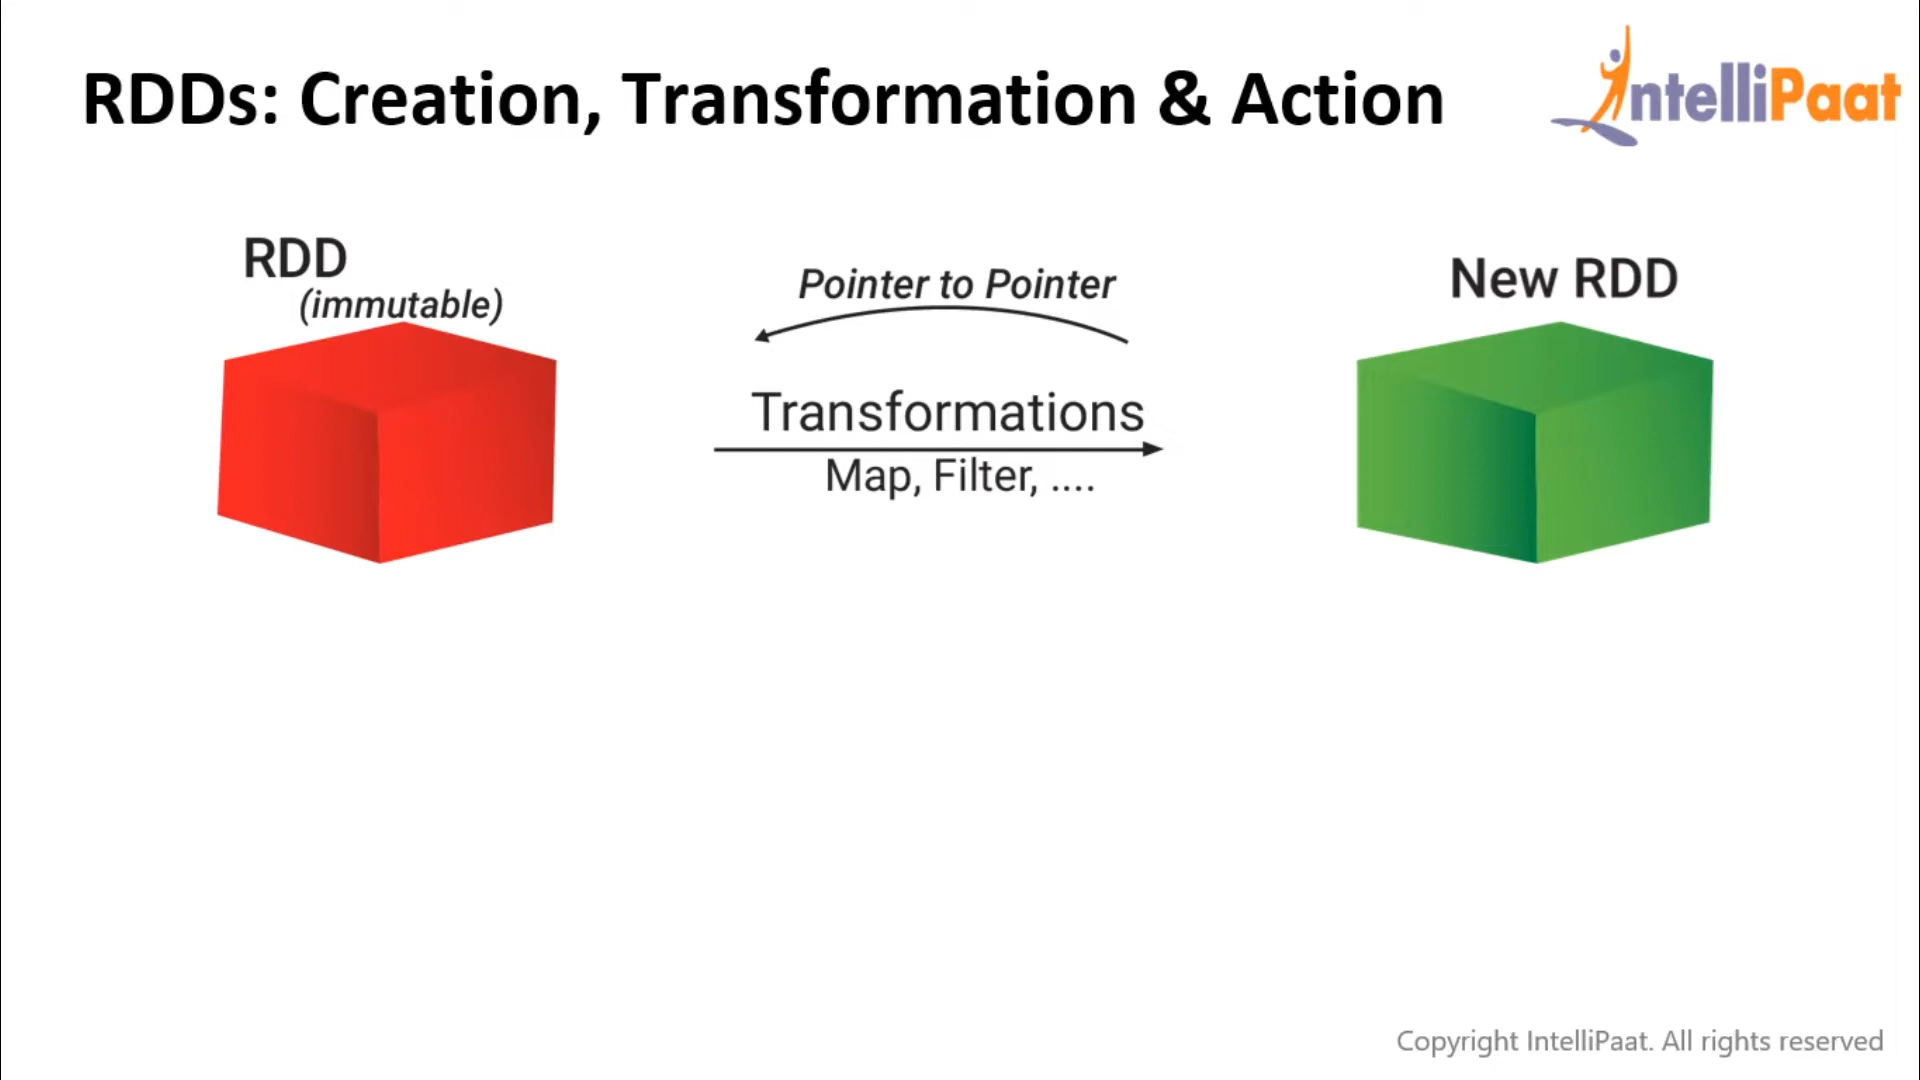 RDDs: Creation, Transformation & Action
IntelliPaat
RDD
(immutable)
Pointer to Pointer
Transformations
Map, Filter, ....
New RDD
Copyright IntelliPaat. All rights reserved